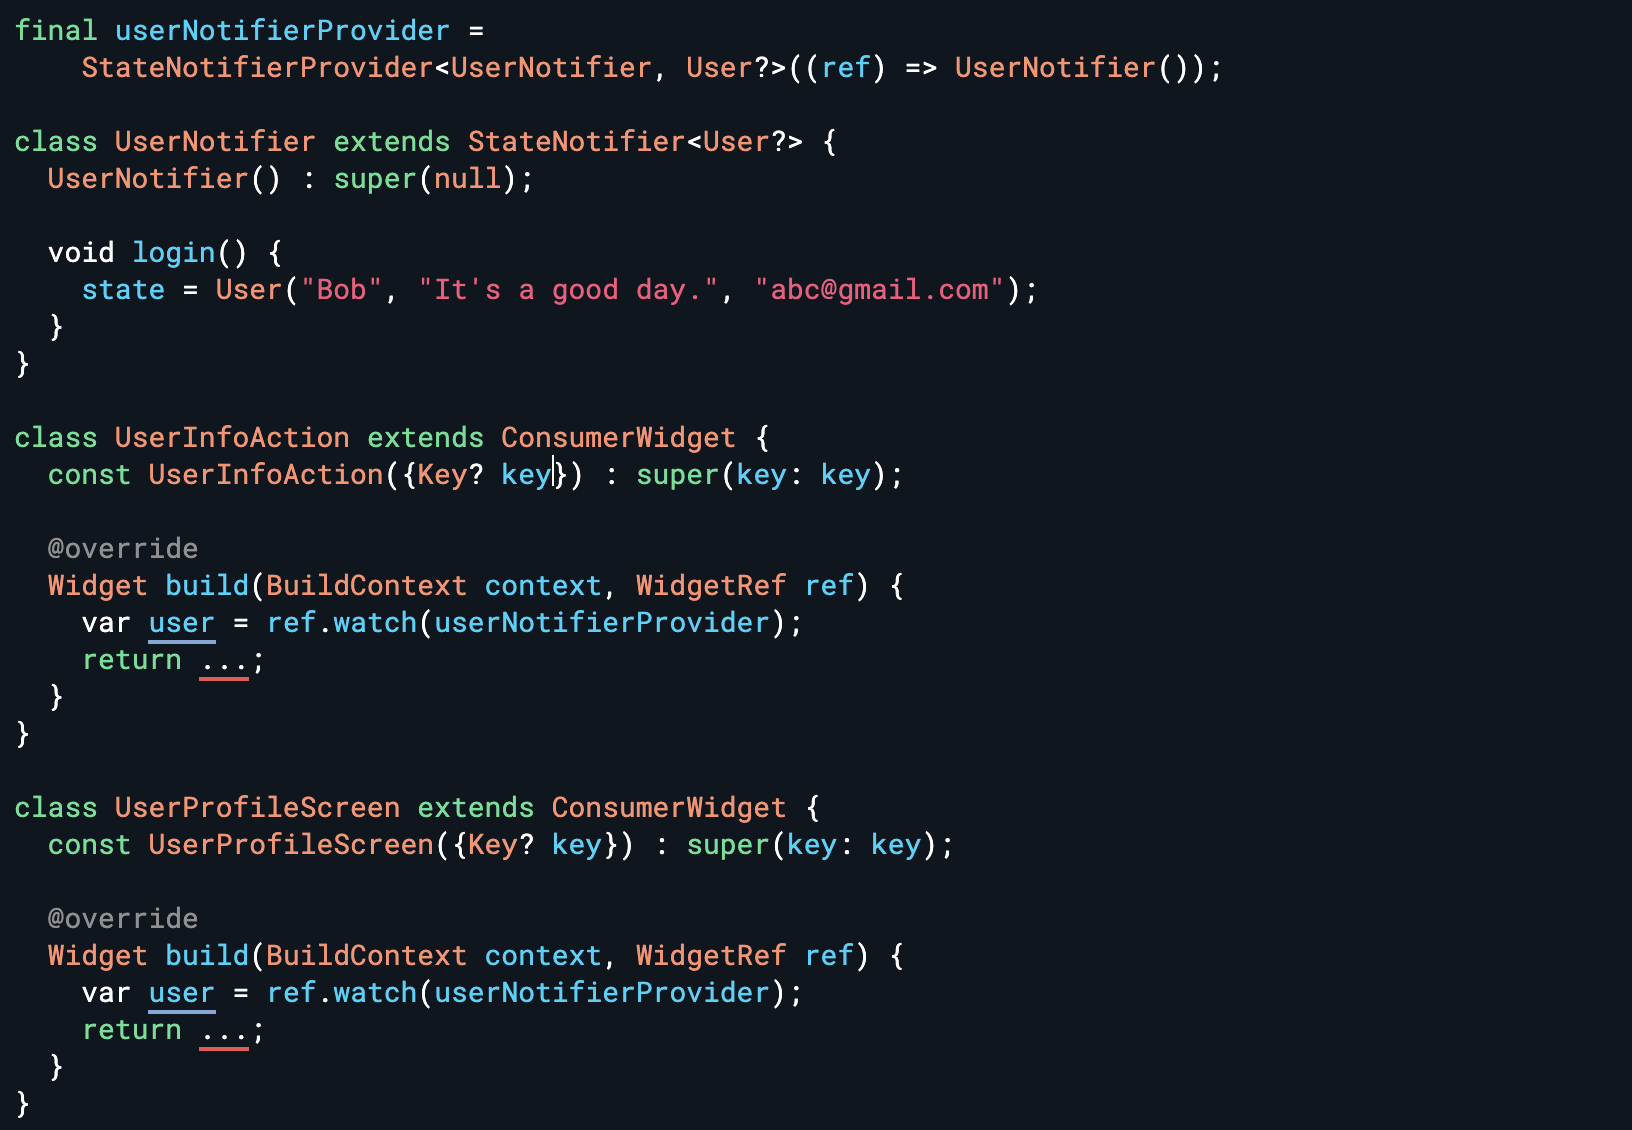 final userNotifierProvider =
    StateNotifierProvider<UserNotifier, User?>((ref) => UserNotifier());

class UserNotifier extends StateNotifier<User?> {
  UserNotifier() : super(null);

  void login() {
    state = User("Bob", "It's a good day.", "abc@gmail.com");
  }
}

class UserInfoAction extends ConsumerWidget {
  const UserInfoAction({Key? key}) : super(key: key);

  @override
  Widget build(BuildContext context, WidgetRef ref) {
    var user = ref.watch(userNotifierProvider);
    return ...;
  }
}

class UserProfileScreen extends ConsumerWidget {
  const UserProfileScreen({Key? key}) : super(key: key);

  @override
  Widget build(BuildContext context, WidgetRef ref) {
    var user = ref.watch(userNotifierProvider);
    return ...;
  }
}